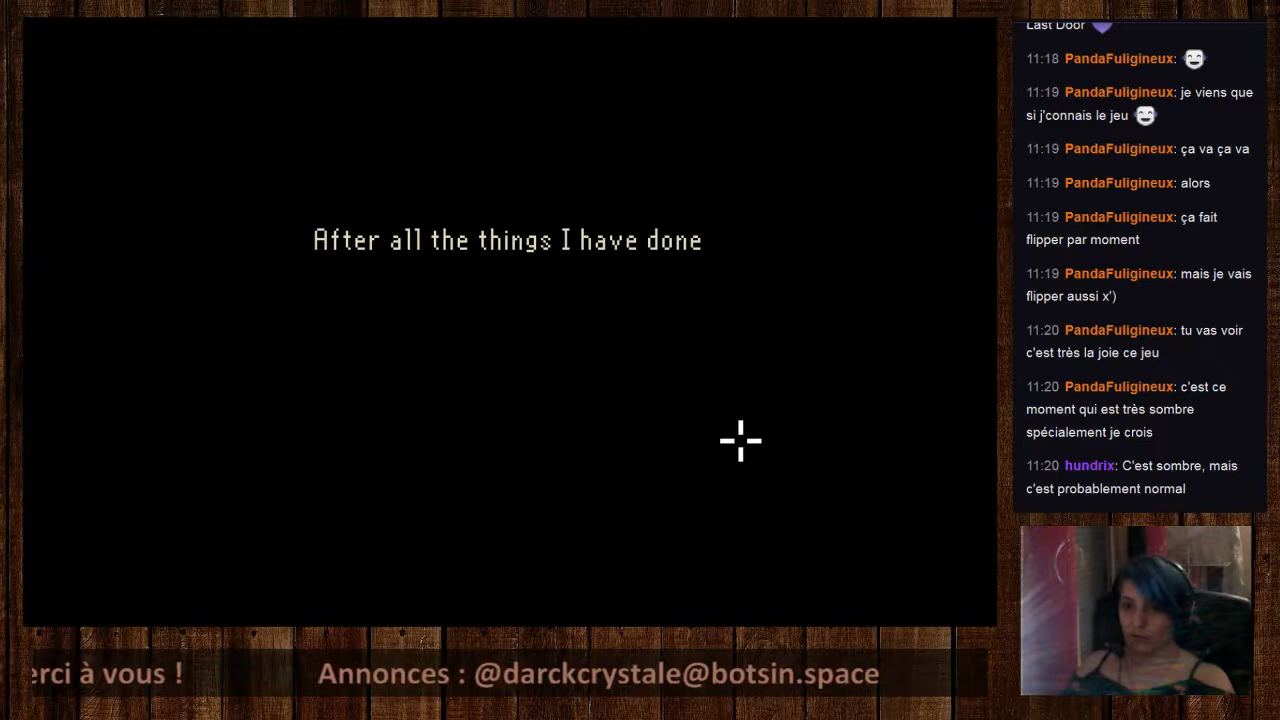 After all the things I have done
Last Door
11:18 PandaFuligineux:
11:19 PandaFuligineux: je viens que
si j'connais le jeu
11:19 PandaFuligineux: ça va ça va
11:19 PandaFuligineux: alors
11:19 PandaFuligineux: ça fait
flipper par moment
11:19 PandaFuligineux: mais je vais
flipper aussi x')
11:20 PandaFuligineux: tu vas voir
c'est très la joie ce jeu
11:20 PandaFuligineux: c'est ce
moment qui est très sombre
spécialement je crois
11:20 hundrix: C'est sombre, mais
c'est probablement normal
erci à vous ! Annonces : @darckcrystale@botsin.space